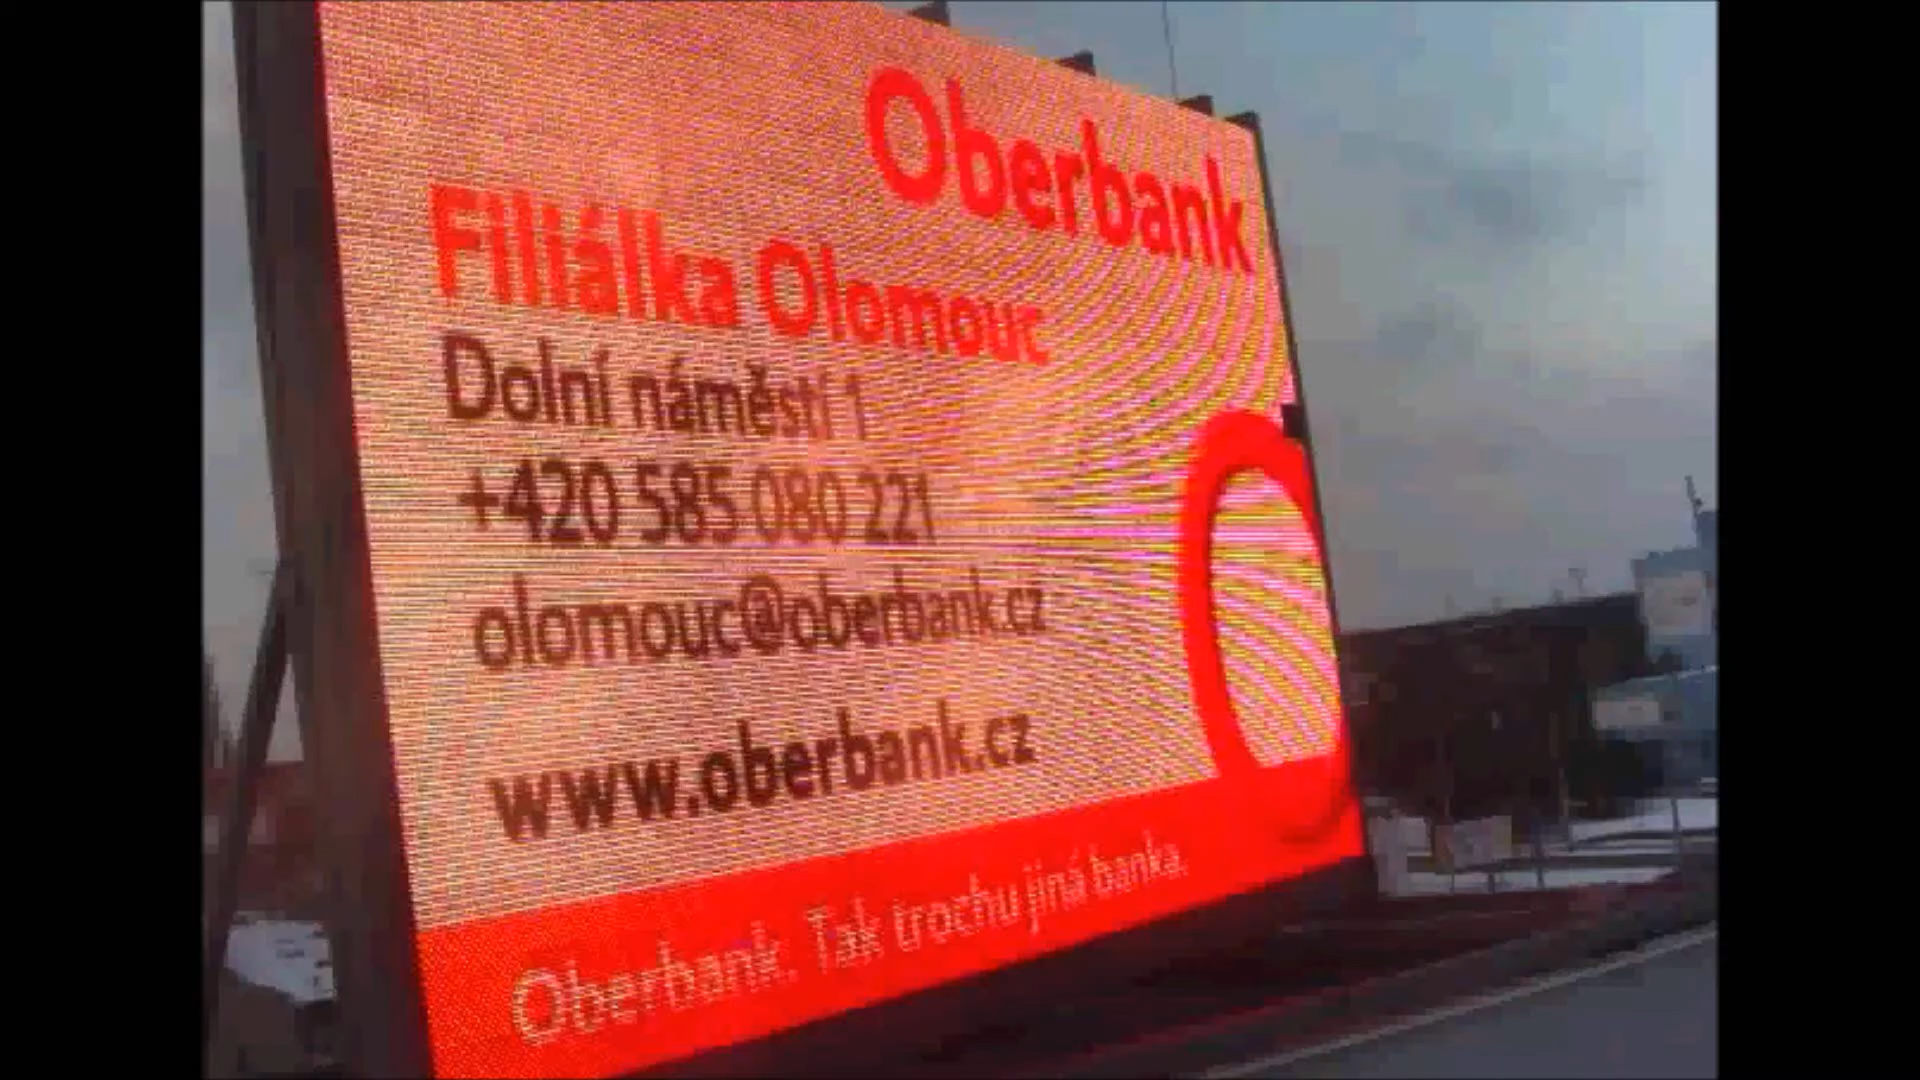 Oberbank
Filiálka Olomouc
Dolní náměstí 1
+420 585 080 221
olomouc@oberbank.cz
www.oberbank.cz
Oberbank. Tak trochu jiná banka.